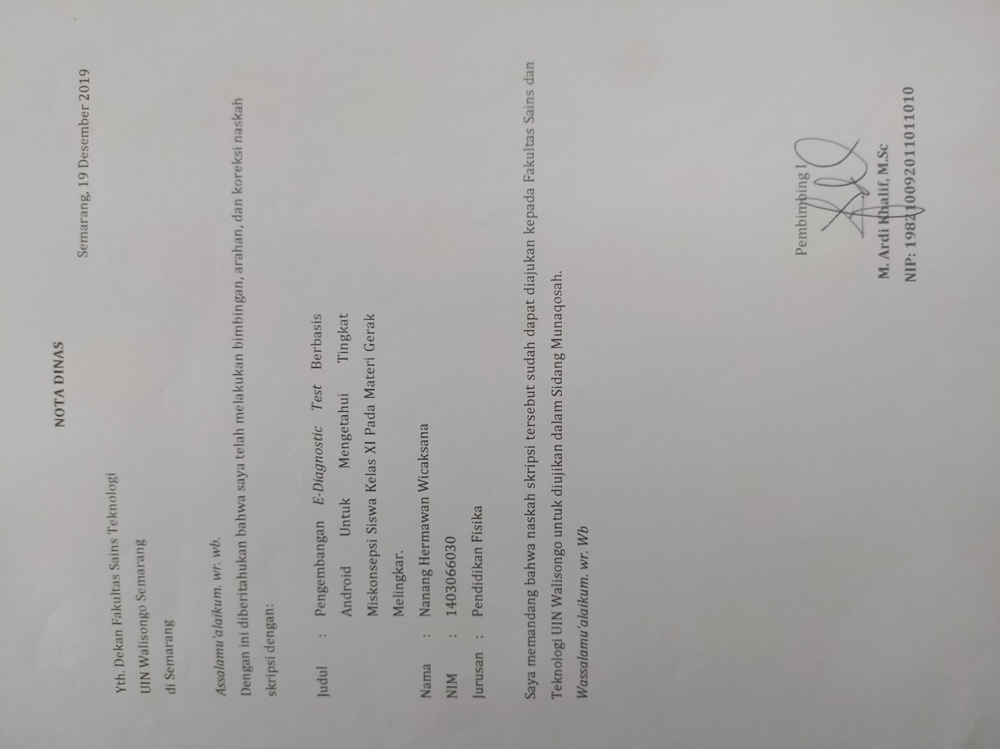 NOTA DINAS
Semarang, 19 Desember 2019
Yth. Dekan Fakultas Sains Teknologi
UIN Walisongo Semarang
di Semarang
Assalamu'alaikum. wr. wb.
Dengan ini diberitahukan bahwa saya telah melakukan bimbingan, arahan, dan koreksi naskah
skripsi dengan:
Judul : Pengembangan E-Diagnostic Test Berbasis
Android Untuk Mengetahui Tingkat
Miskonsepsi Siswa Kelas XI Pada Materi Gerak
Melingkar.
Nama : Nanang Hermawan Wicaksana
NIM : 1403066030
Jurusan : Pendidikan Fisika
Saya memandang bahwa naskah skripsi tersebut sudah dapat diajukan kepada Fakultas Sains dan
Teknologi UIN Walisongo untuk diujikan dalam Sidang Munaqosah.
Wassalamu'alaikum. wr. Wb
Pembimbing I
M. Ardi Khalif, M.Sc
NIP: 198210092011011010